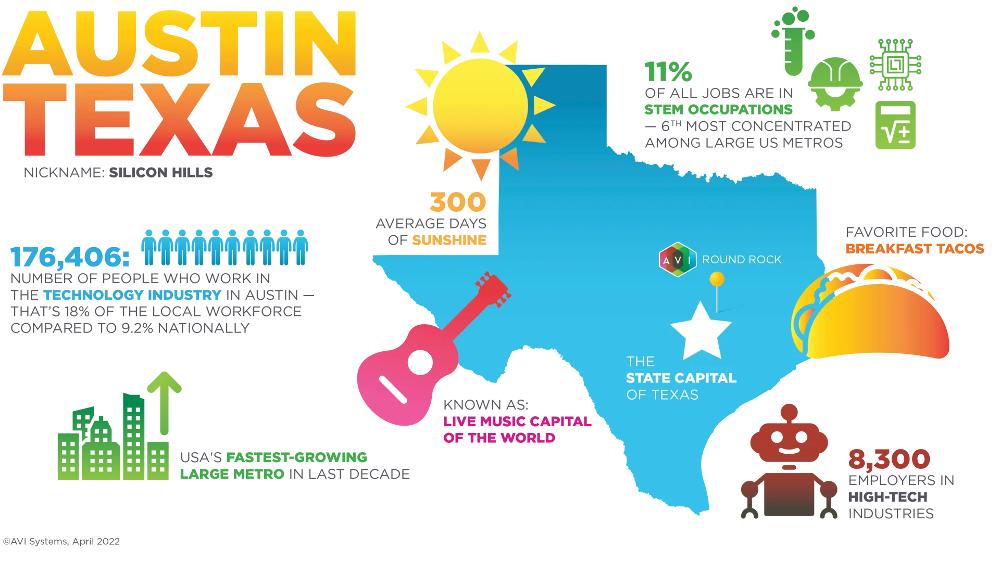 AUSTIN
TEXAS
NICKNAME: SILICON HILLS
176,406:
NUMBER OF PEOPLE WHO WORK IN
THE TECHNOLOGY INDUSTRY IN AUSTIN —
THAT'S 18% OF THE LOCAL WORKFORCE
COMPARED TO 9.2% NATIONALLY
USA'S FASTEST-GROWING
LARGE METRO IN LAST DECADE
300
AVERAGE DAYS
OF SUNSHINE
KNOWN AS:
LIVE MUSIC CAPITAL
OF THE WORLD
11%
OF ALL JOBS ARE IN
STEM OCCUPATIONS
— 6TH MOST CONCENTRATED
AMONG LARGE US METROS
√±
AVI ROUND ROCK
THE
STATE CAPITAL
OF TEXAS
FAVORITE FOOD:
BREAKFAST TACOS
8,300
EMPLOYERS IN
HIGH-TECH
INDUSTRIES
©AVI Systems, April 2022